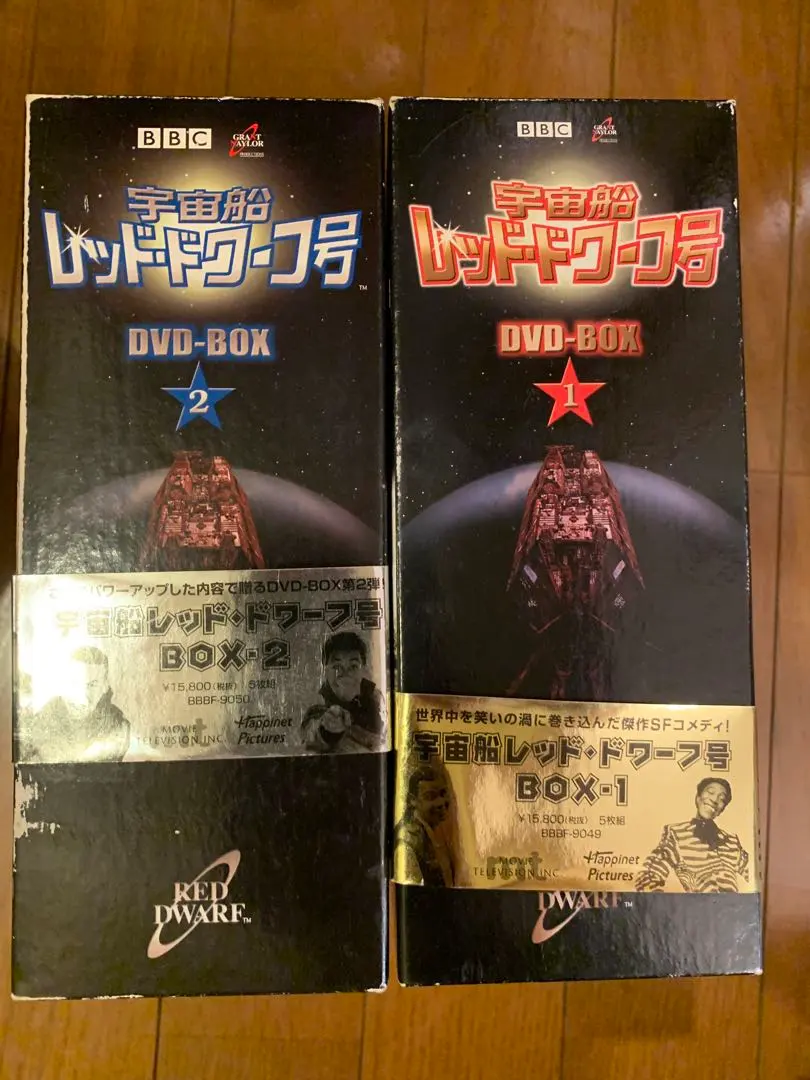 BBC
GRANT NAYLOR
PRODUCTIONS
宇宙船
レッド・ドワーフ号
TM
DVD-BOX
2
パワーアップした内容で贈るDVD-BOX第2弾!
宇宙船レッド・ドワーフ号
BOX-2
¥15,800(税抜) 5枚組
BBBF-9050
MOVIE
TELEVISION,INC.
Happinet
Pictures
RED
DWARF
TM
BBC
GRANT NAYLOR
PRODUCTIONS
宇宙船
レッド・ドワーフ号
DVD-BOX
1
世界中を笑いの渦に巻き込んだ傑作SFコメディ!
宇宙船レッド・ドワーフ号
BOX-1
¥15,800(税抜) 5枚組
BBBF-9049
MOVIE
TELEVISION,INC.
Happinet
Pictures
DWARF
TM